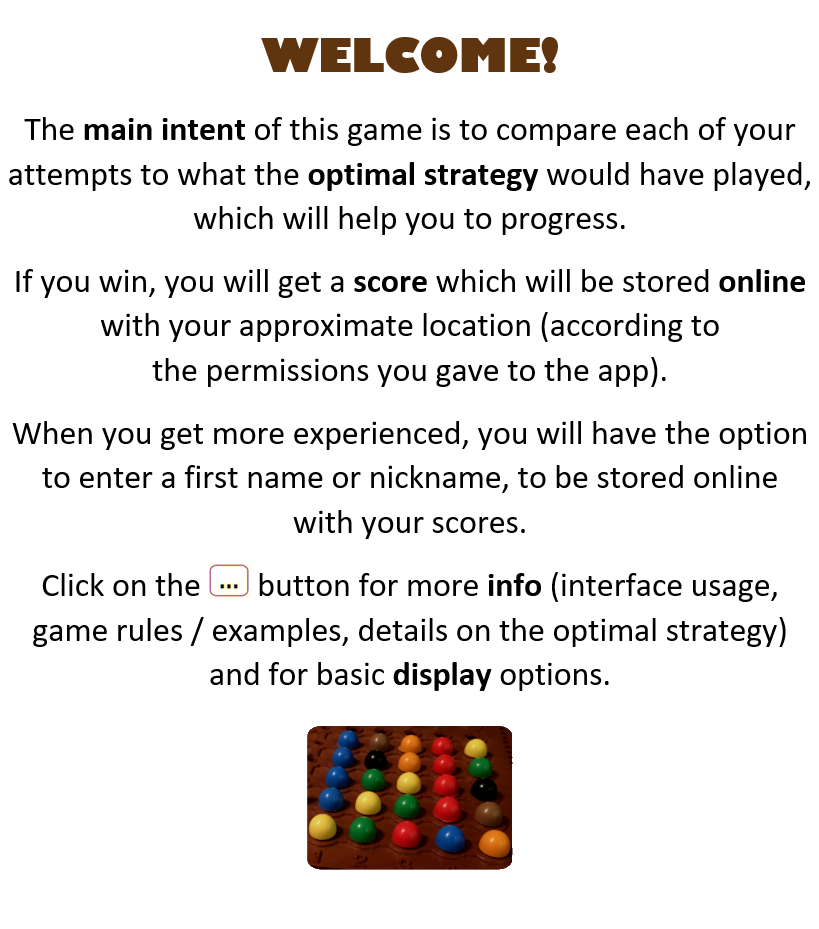 WELCOME!
The main intent of this game is to compare each of your
attempts to what the optimal strategy would have played,
which will help you to progress.
If you win, you will get a score which will be stored online
with your approximate location (according to
the permissions you gave to the app).
When you get more experienced, you will have the option
to enter a first name or nickname, to be stored online
with your scores.
Click on the ... button for more info (interface usage,
game rules / examples, details on the optimal strategy)
and for basic display options.
1 2